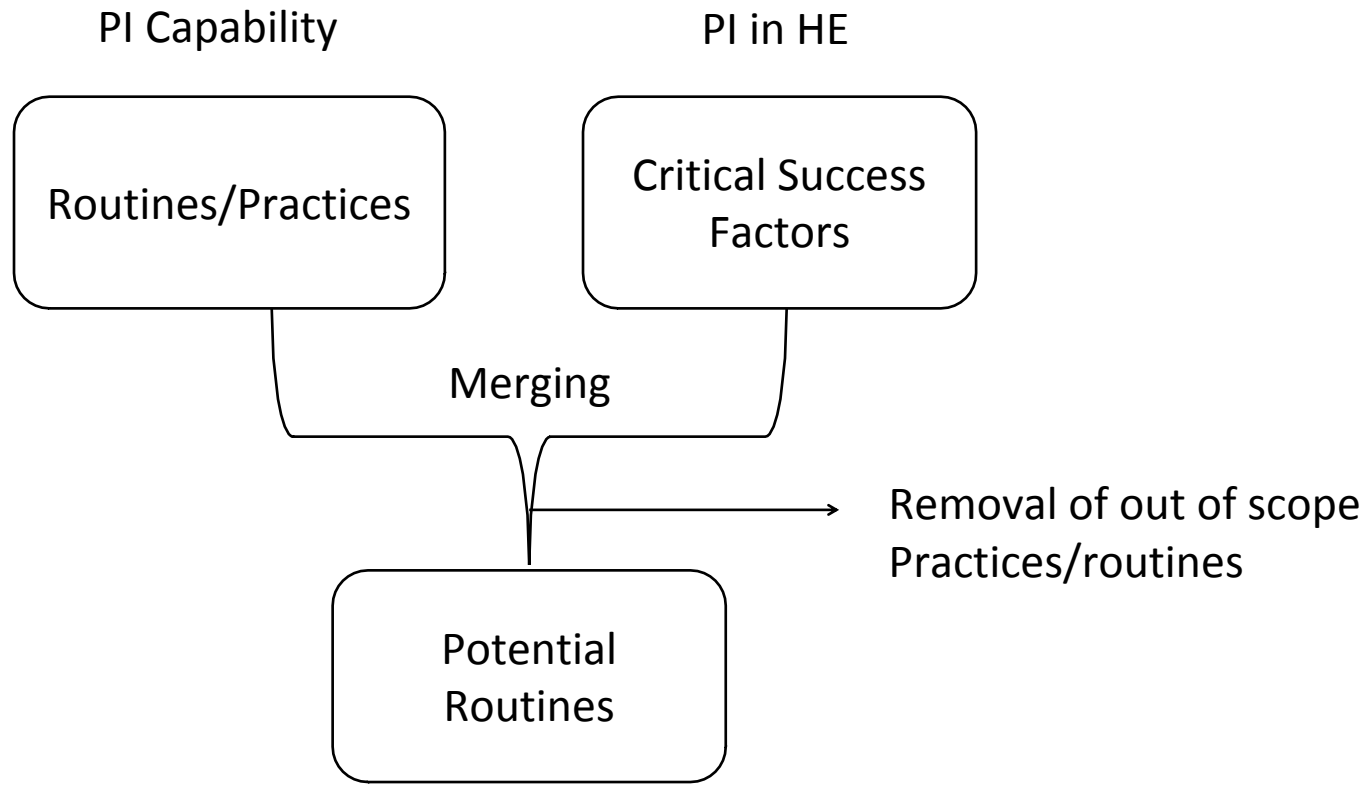 PI Capability
PI in HE
Routines/Practices
Critical Success
Factors
Merging
Removal of out of scope
Practices/routines
Potential
Routines